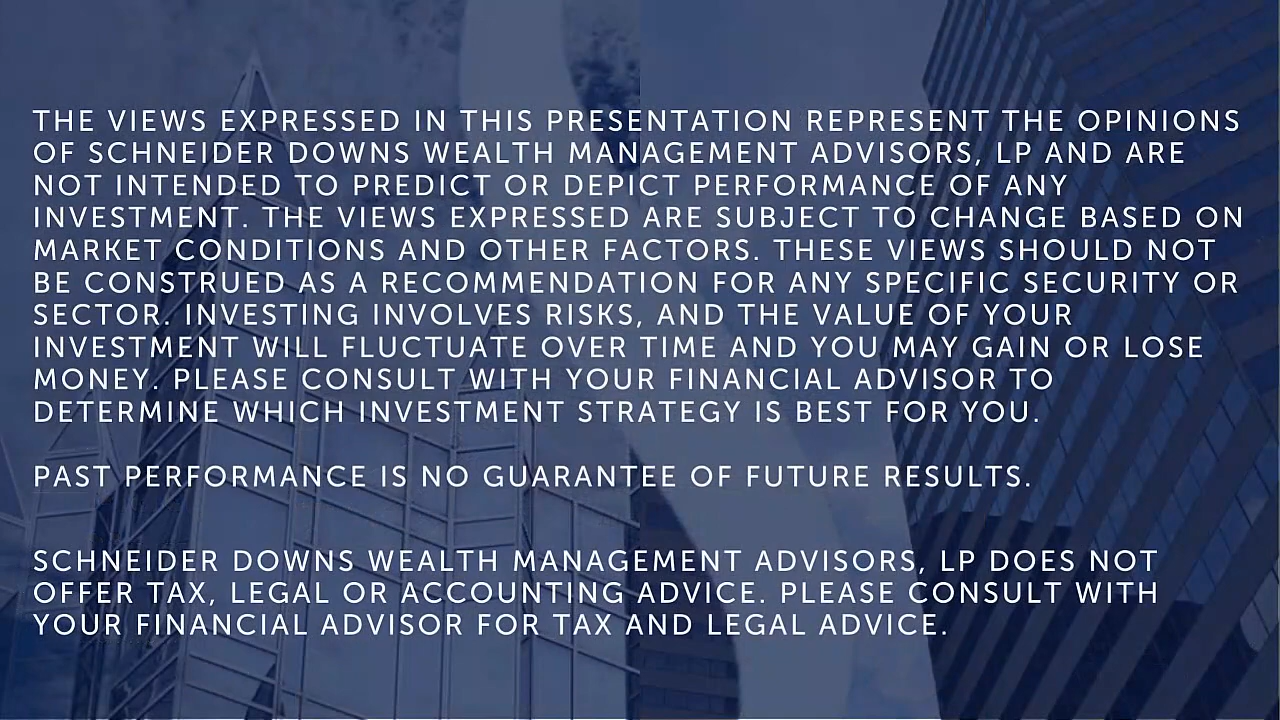 THE VIEWS EXPRESSED IN THIS PRESENTATION REPRESENT THE OPINIONS
OF SCHNEIDER DOWNS WEALTH MANAGEMENT ADVISORS, LP AND ARE
NOT INTENDED TO PREDICT OR DEPICT PERFORMANCE OF ANY
INVESTMENT. THE VIEWS EXPRESSED ARE SUBJECT TO CHANGE BASED ON
MARKET CONDITIONS AND OTHER FACTORS. THESE VIEWS SHOULD NOT
BE CONSTRUED AS A RECOMMENDATION FOR ANY SPECIFIC SECURITY OR
SECTOR. INVESTING INVOLVES RISKS, AND THE VALUE OF YOUR
INVESTMENT WILL FLUCTUATE OVER TIME AND YOU MAY GAIN OR LOSE
MONEY. PLEASE CONSULT WITH YOUR FINANCIAL ADVISOR TO
DETERMINE WHICH INVESTMENT STRATEGY IS BEST FOR YOU.
PAST PERFORMANCE IS NO GUARANTEE OF FUTURE RESULTS.
SCHNEIDER DOWNS WEALTH MANAGEMENT ADVISORS, LP DOES NOT
OFFER TAX, LEGAL OR ACCOUNTING ADVICE. PLEASE CONSULT WITH
YOUR FINANCIAL ADVISOR FOR TAX AND LEGAL ADVICE.